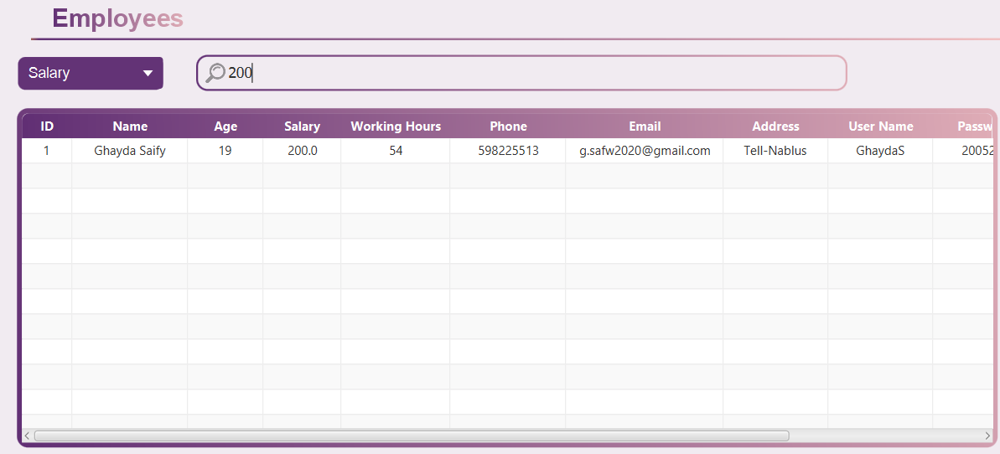 Employees
Salary 200
ID Name Age Salary Working Hours Phone Email Address User Name Passw
1 Ghayda Saify 19 200.0 54 598225513 g.safw2020@gmail.com Tell-Nablus GhaydaS 20052